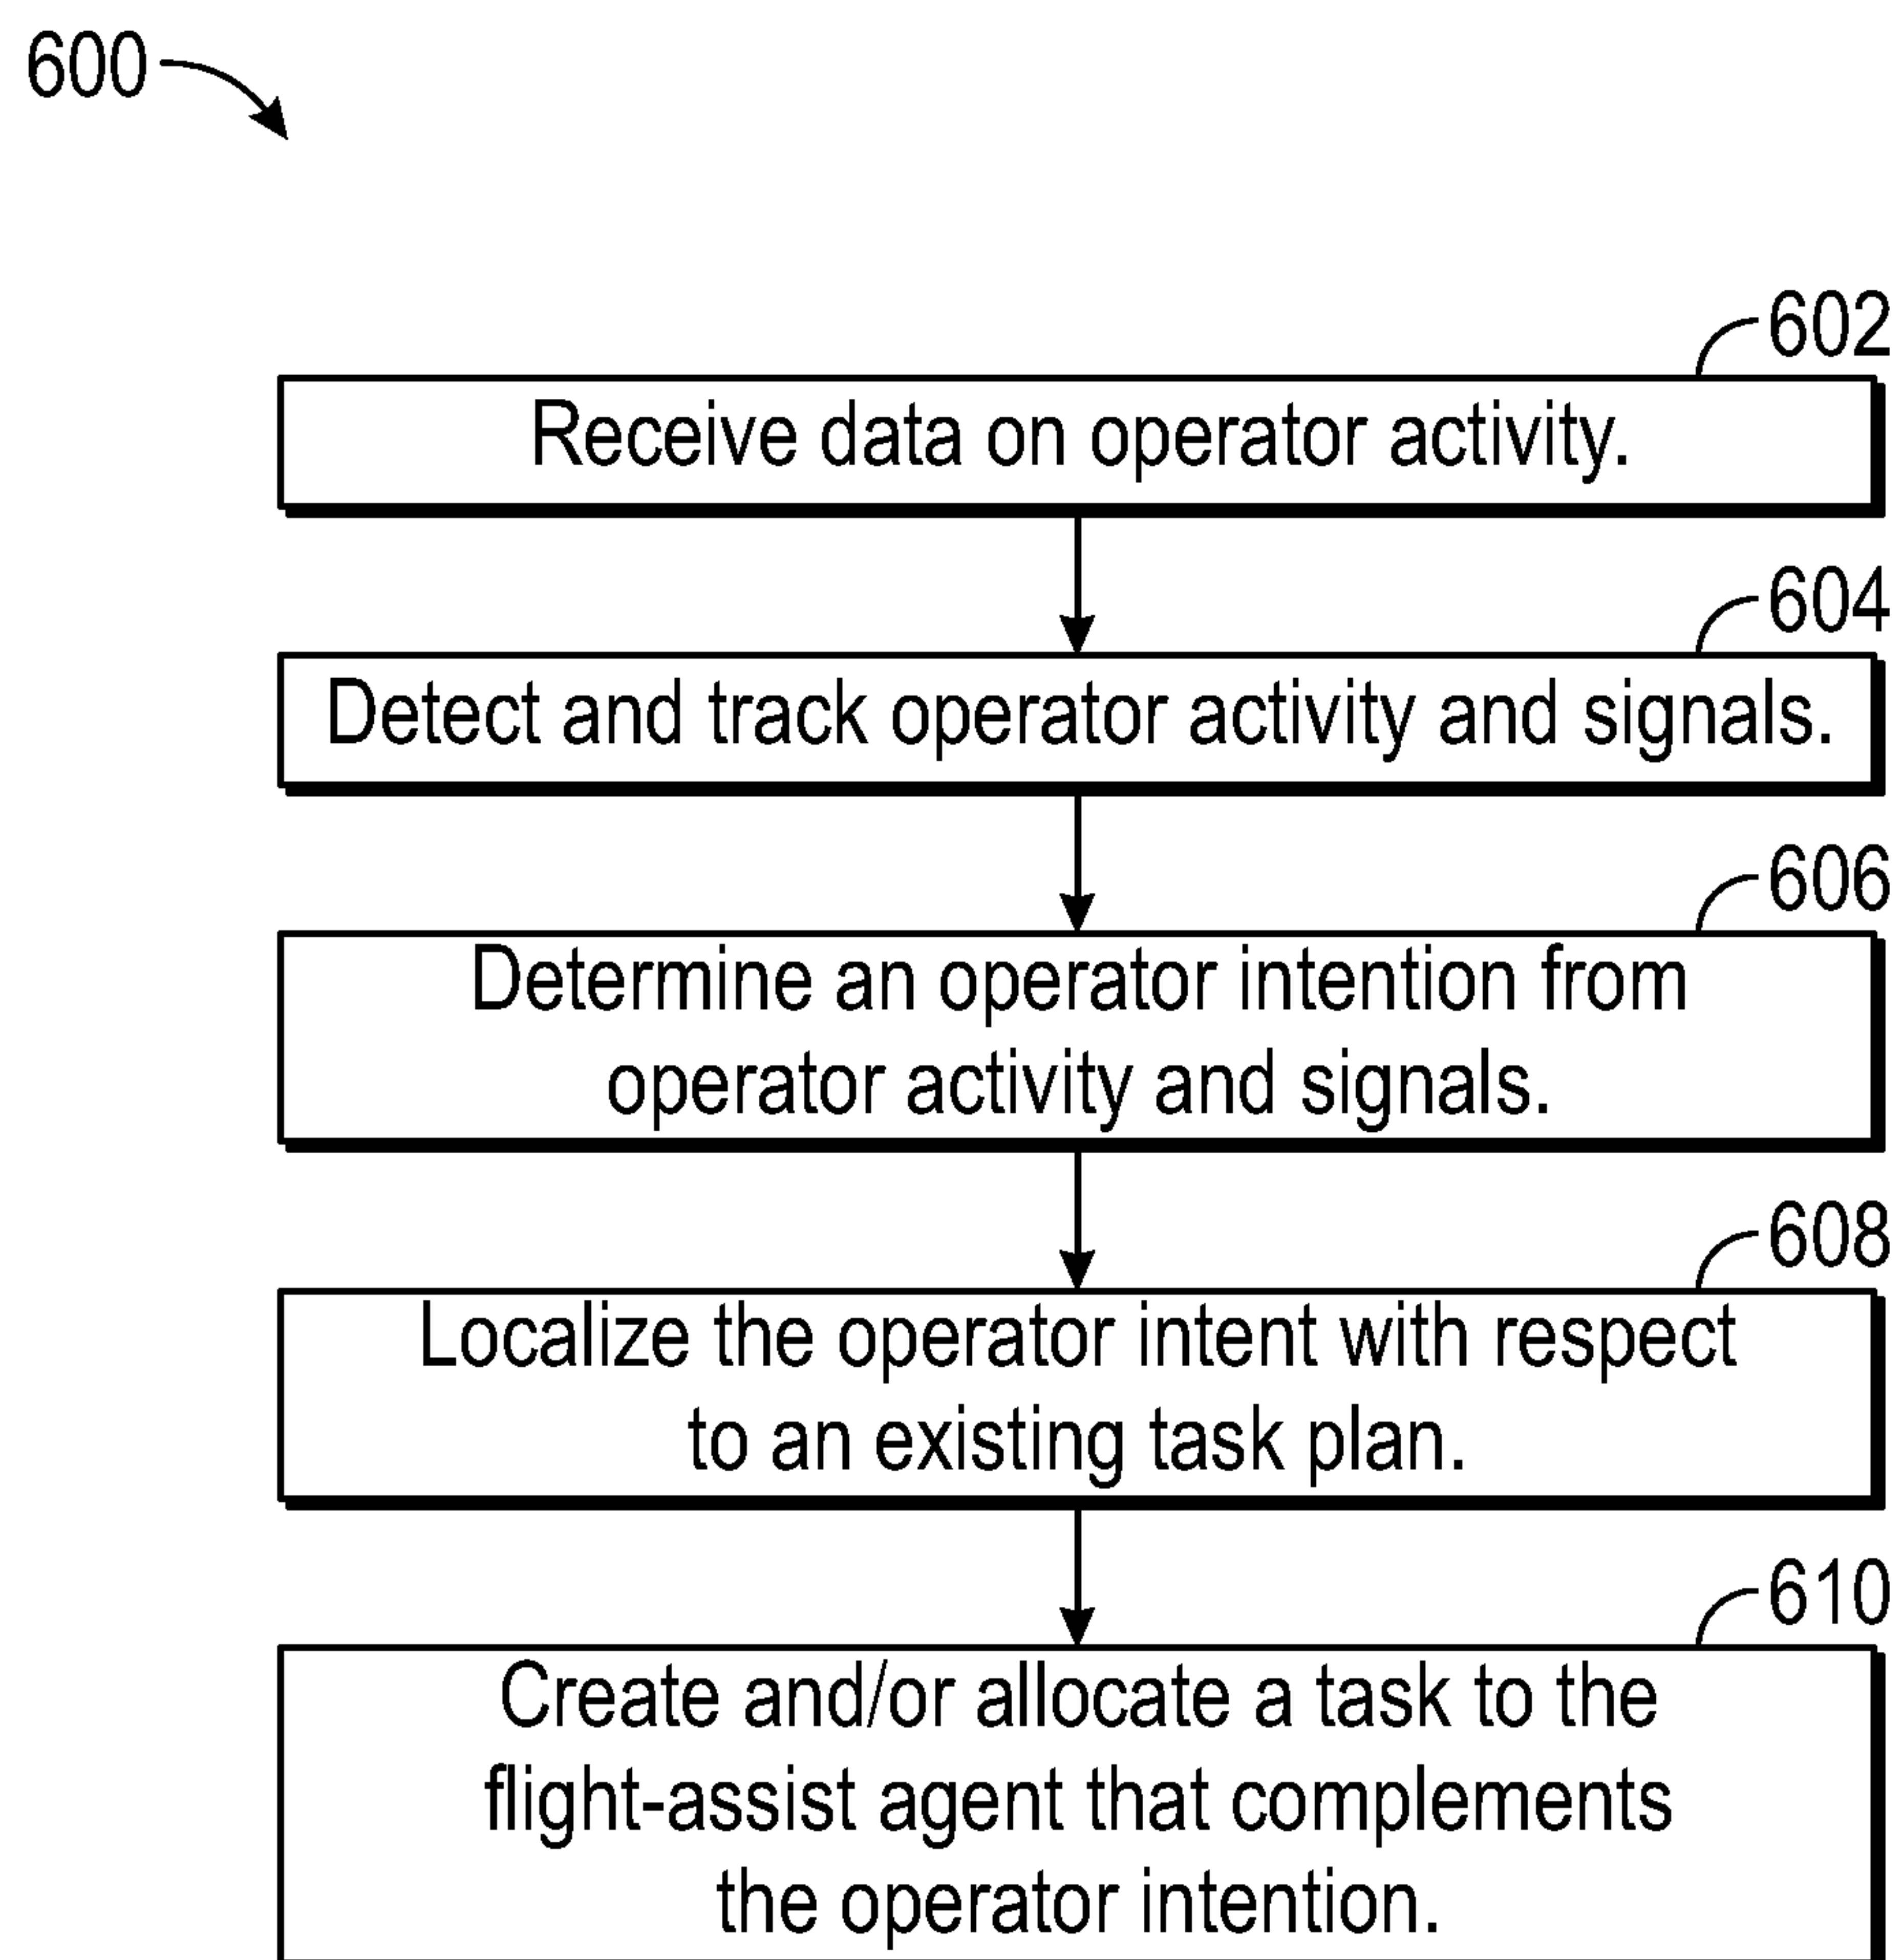 600
602
Receive data on operator activity.
604
Detect and track operator activity and signals.
606
Determine an operator intention from
operator activity and signals.
608
Localize the operator intent with respect
to an existing task plan.
610
Create and/or allocate a task to the
flight-assist agent that complements
the operator intention.